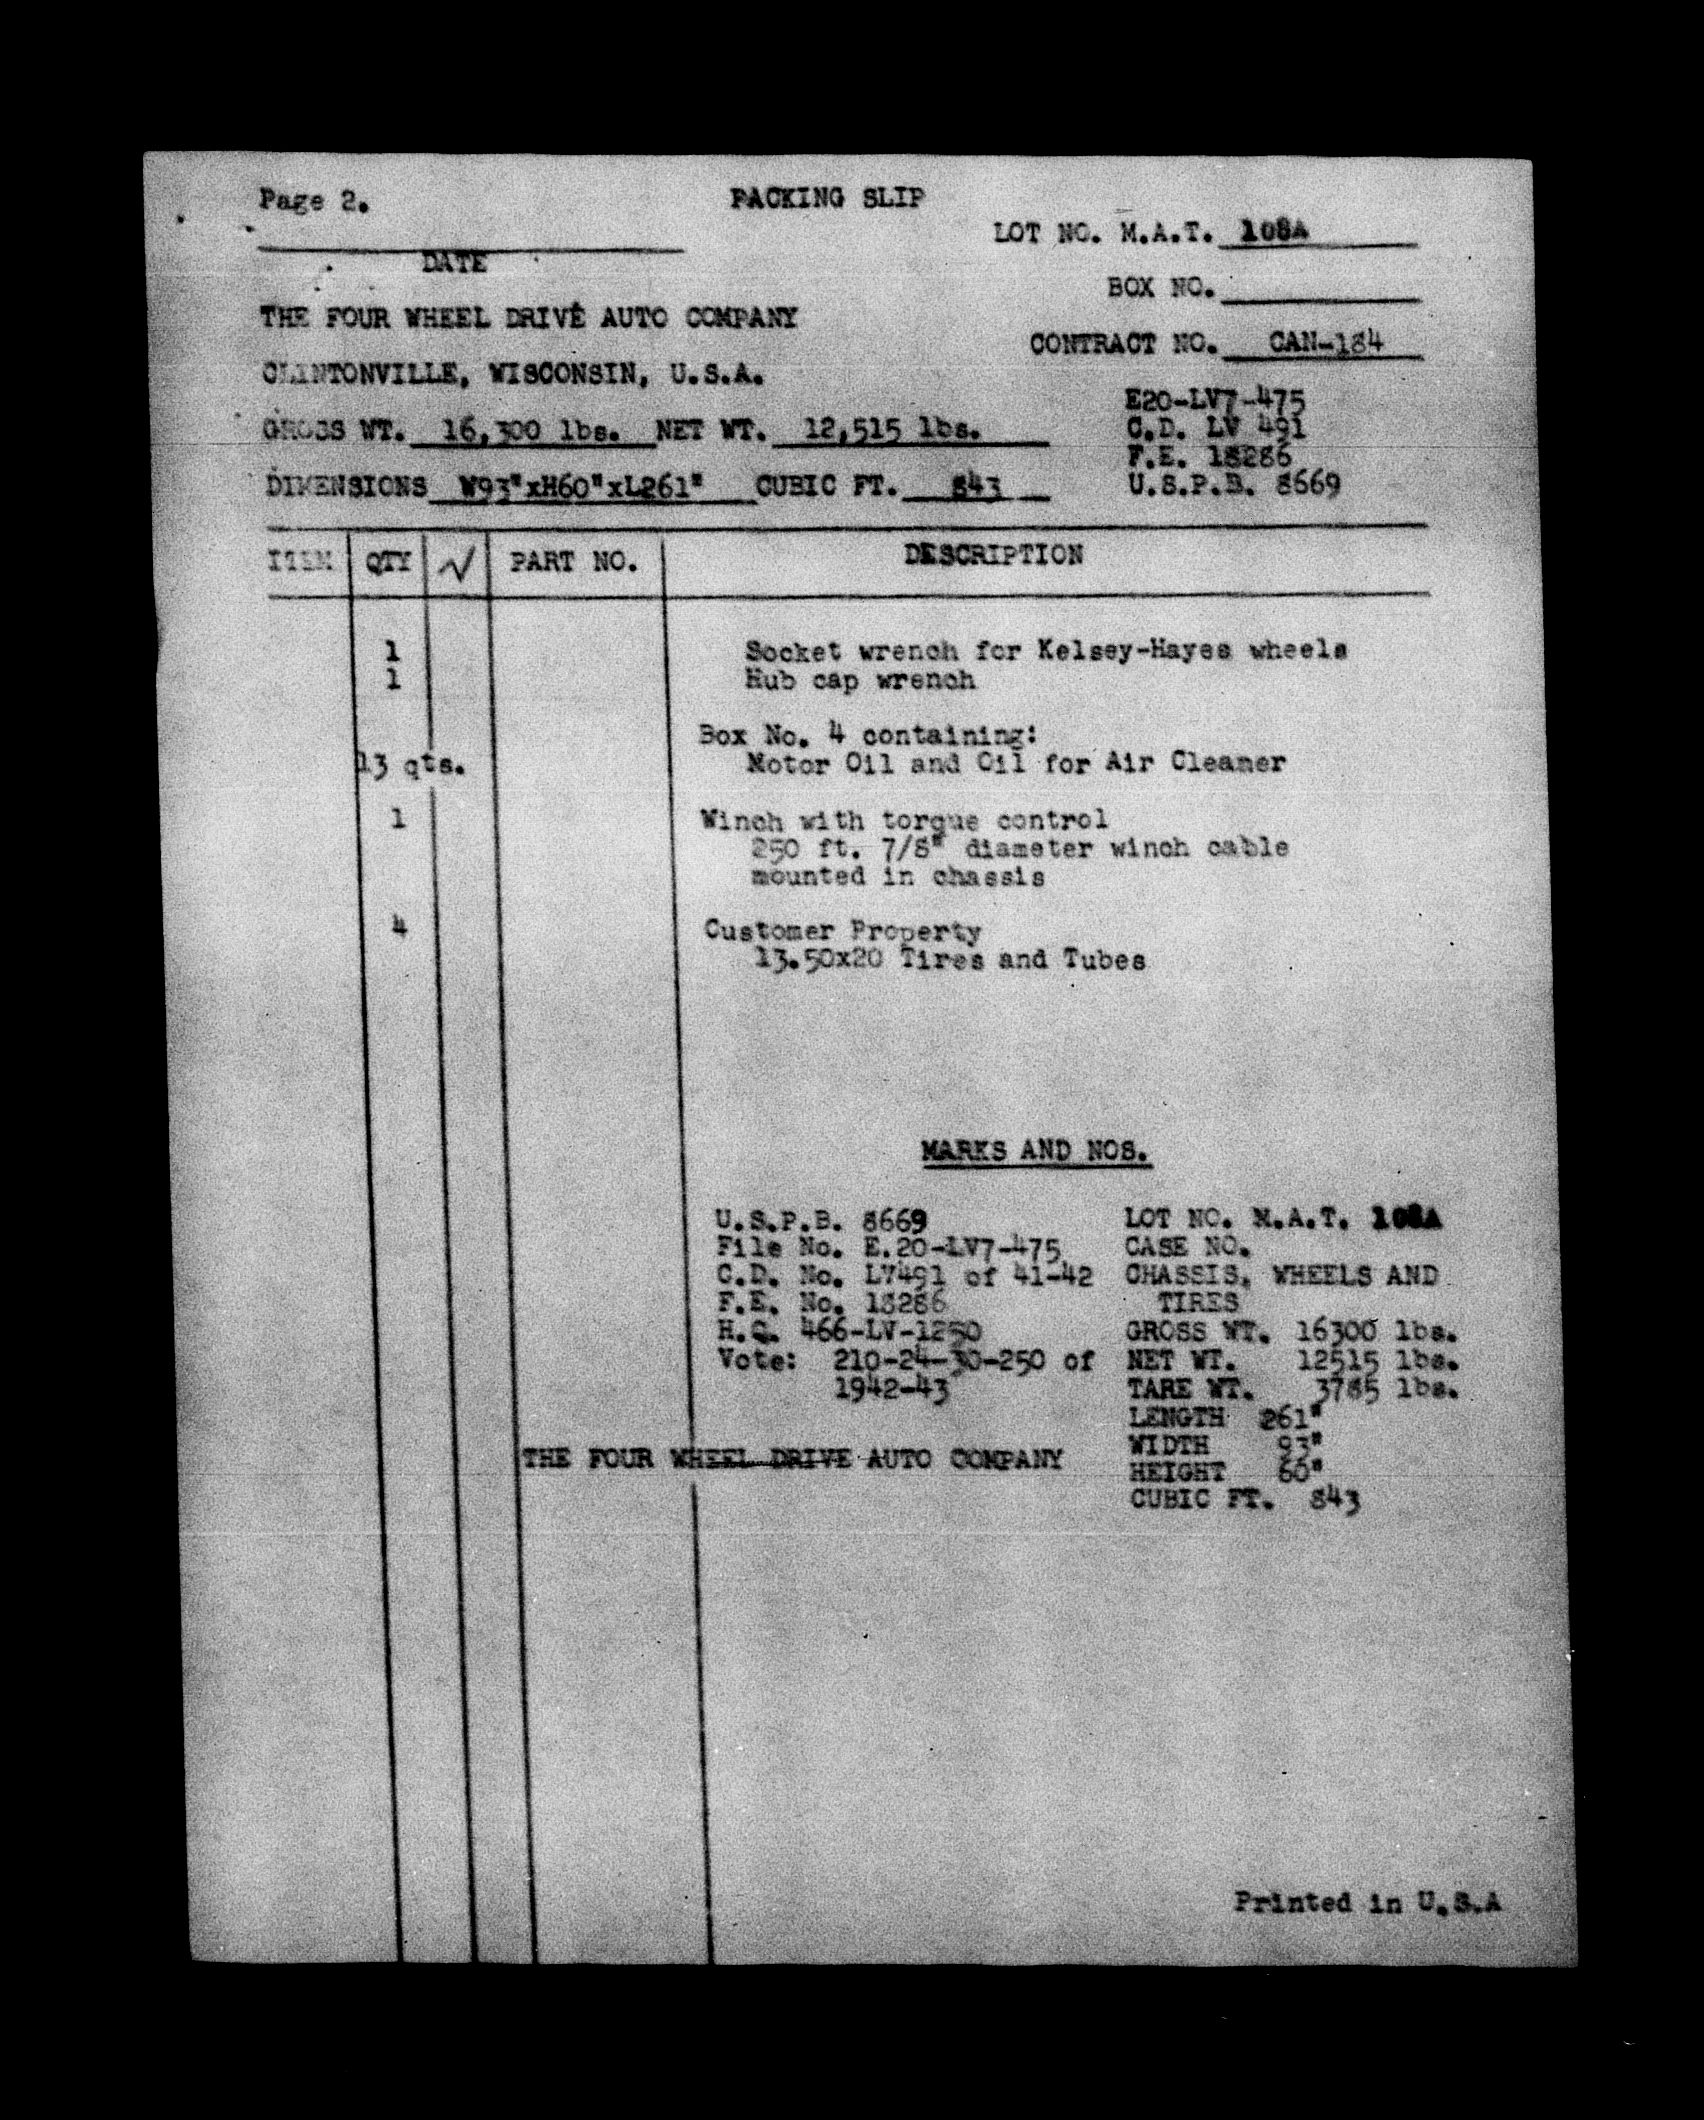 Page 2.
PACKING SLIP
LOT NO. M.A.T. 108A
DATE
BOX NO.
THE FOUR WHEEL DRIVE AUTO COMPANY
CONTRACT NO. CAN-184
CLINTONVILLE, WISCONSIN, U.S.A.
E20-LV7-475
GROSS WT. 16,300 lbs. NET WT. 12,515 lbs.
C.D. LV 491
F.E. 18286
DIMENSIONS W93"xH60"xL261" CUBIC FT. 843
U.S.P.B. 8669
ITEM QTY √ PART NO. DESCRIPTION
1 Socket wrench for Kelsey-Hayes wheels
1 Hub cap wrench
Box No. 4 containing:
13 qts. Motor Oil and Oil for Air Cleaner
1 Winch with torque control
250 ft. 7/8" diameter winch cable
mounted in chassis
4 Customer Property
13.50x20 Tires and Tubes
MARKS AND NOS.
U.S.P.B. 8669
File No. E.20-LV7-475
C.D. No. LV491 of 41-42
F.E. No. 18286
H.Q. 466-LV-1250
Vote: 210-24-30-250 of
1942-43
LOT NO. M.A.T. 108A
CASE NO.
CHASSIS, WHEELS AND
TIRES
GROSS WT. 16300 lbs.
NET WT. 12515 lbs.
TARE WT. 3785 lbs.
LENGTH 261"
WIDTH 93"
HEIGHT 60"
CUBIC FT. 843
THE FOUR WHEEL DRIVE AUTO COMPANY
Printed in U.S.A